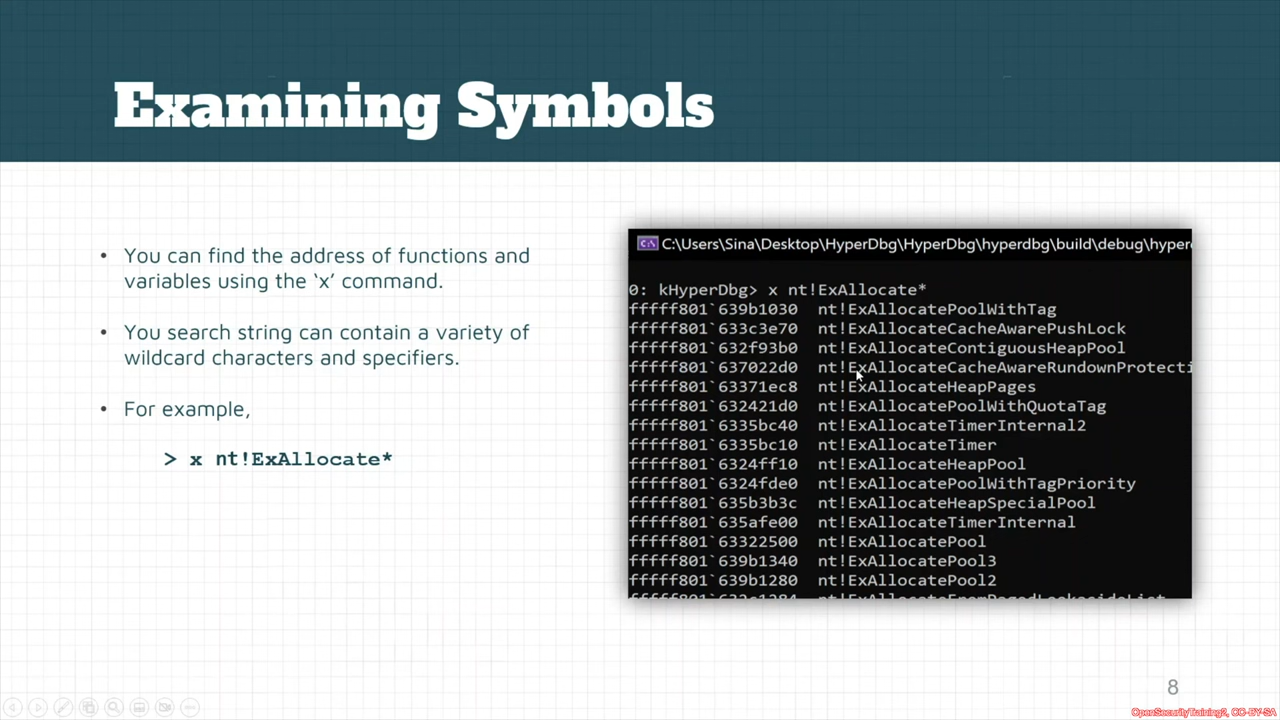 Examining Symbols
• You can find the address of functions and
variables using the ‘x’ command.
• You search string can contain a variety of
wildcard characters and specifiers.
• For example,
> x nt!ExAllocate*
C:\Users\Sina\Desktop\HyperDbg\HyperDbg\hyperdbg\build\debug\hyper
0: kHyperDbg> x nt!ExAllocate*
fffff801`639b1030 nt!ExAllocatePoolWithTag
fffff801`633c3e70 nt!ExAllocateCacheAwarePushLock
fffff801`632f93b0 nt!ExAllocateContiguousHeapPool
fffff801`637022d0 nt!ExAllocateCacheAwareRundownProtecti
fffff801`63371ec8 nt!ExAllocateHeapPages
fffff801`632421d0 nt!ExAllocatePoolWithQuotaTag
fffff801`6335bc40 nt!ExAllocateTimerInternal2
fffff801`6335bc10 nt!ExAllocateTimer
fffff801`6324ff10 nt!ExAllocateHeapPool
fffff801`6324fde0 nt!ExAllocatePoolWithTagPriority
fffff801`635b3b3c nt!ExAllocateHeapSpecialPool
fffff801`635afe00 nt!ExAllocateTimerInternal
fffff801`63322500 nt!ExAllocatePool
fffff801`639b1340 nt!ExAllocatePool3
fffff801`639b1280 nt!ExAllocatePool2
8
OpenSecurityTraining2, CC-BY-SA